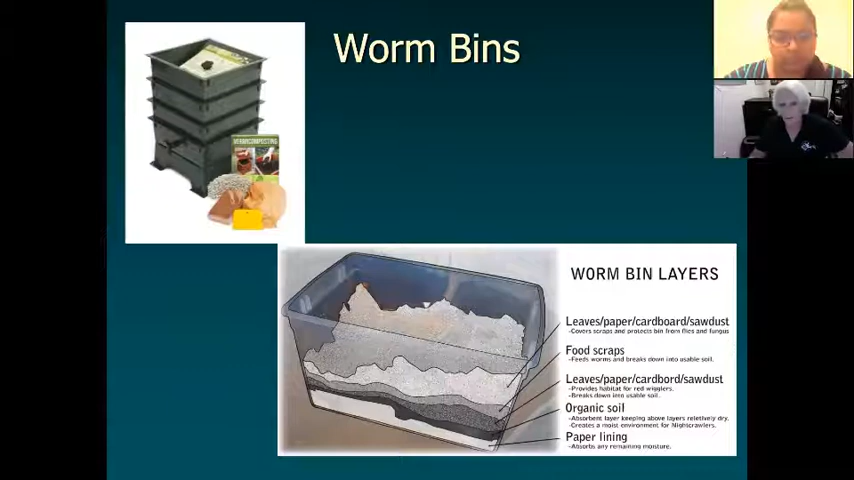 Worm Bins
VERMICOMPOSTING
WORM BIN LAYERS
Leaves/paper/cardboard/sawdust
-Covers scraps and protects bin from flies and fungus
Food scraps
-Feeds worms and breaks down into usable soil.
Leaves/paper/cardbord/sawdust
-Provides habitat for red wigglers.
-Breaks down into usable soil.
Organic soil
-Absorbent layer keeping above layers reletively dry.
-Creates a moist environment for Nightcrawlers.
Paper lining
-Absorbs any remaining moisture.